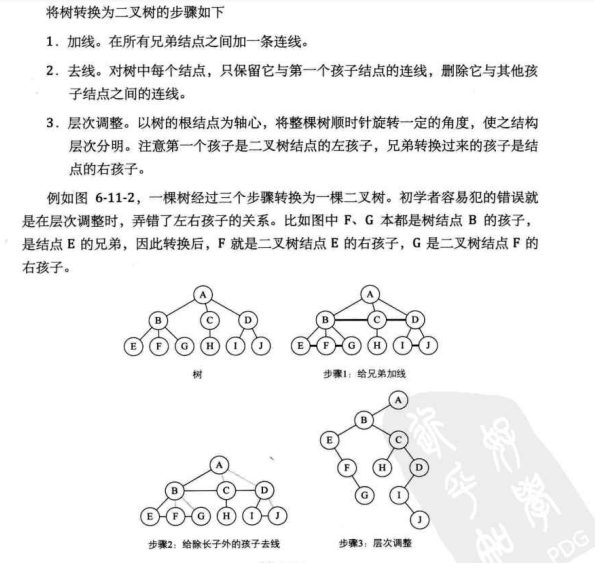 将树转换为二叉树的步骤如下
1．加线。在所有兄弟结点之间加一条连线。
2．去线。对树中每个结点，只保留它与第一个孩子结点的连线，删除它与其他孩
子结点之间的连线。
3．层次调整。以树的根结点为轴心，将整棵树顺时针旋转一定的角度，使之结构
层次分明。注意第一个孩子是二叉树结点的左孩子，兄弟转换过来的孩子是结
点的右孩子。
例如图 6-11-2，一棵树经过三个步骤转换为一棵二叉树。初学者容易犯的错误就
是在层次调整时，弄错了左右孩子的关系。比如图中 F、G 本都是树结点 B 的孩子，
是结点 E 的兄弟，因此转换后，F 就是二叉树结点 E 的右孩子，G 是二叉树结点 F 的
右孩子。
A
B C D
E F G H I J
树
A
B C D
E F G H I J
步骤1：给兄弟加线
A
B C D
E F G H I J
步骤2：给除长子外的孩子去线
A
B
E C
F H D
G I
J
步骤3：层次调整
PDG